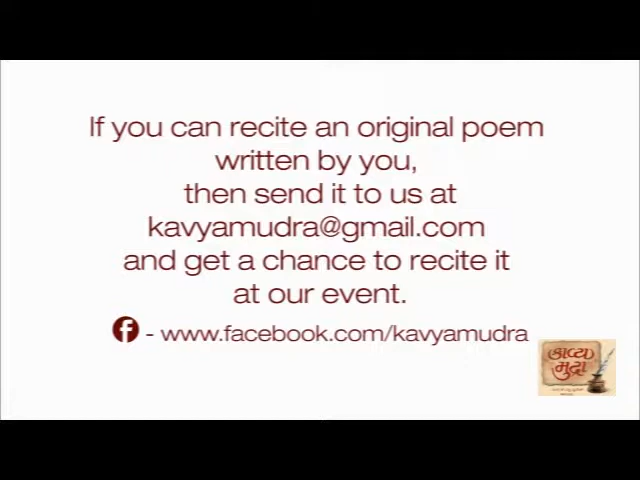 If you can recite an original poem
written by you,
then send it to us at
kavyamudra@gmail.com
and get a chance to recite it
at our event.
f - www.facebook.com/kavyamudra
કાવ્ય
મુદ્રા